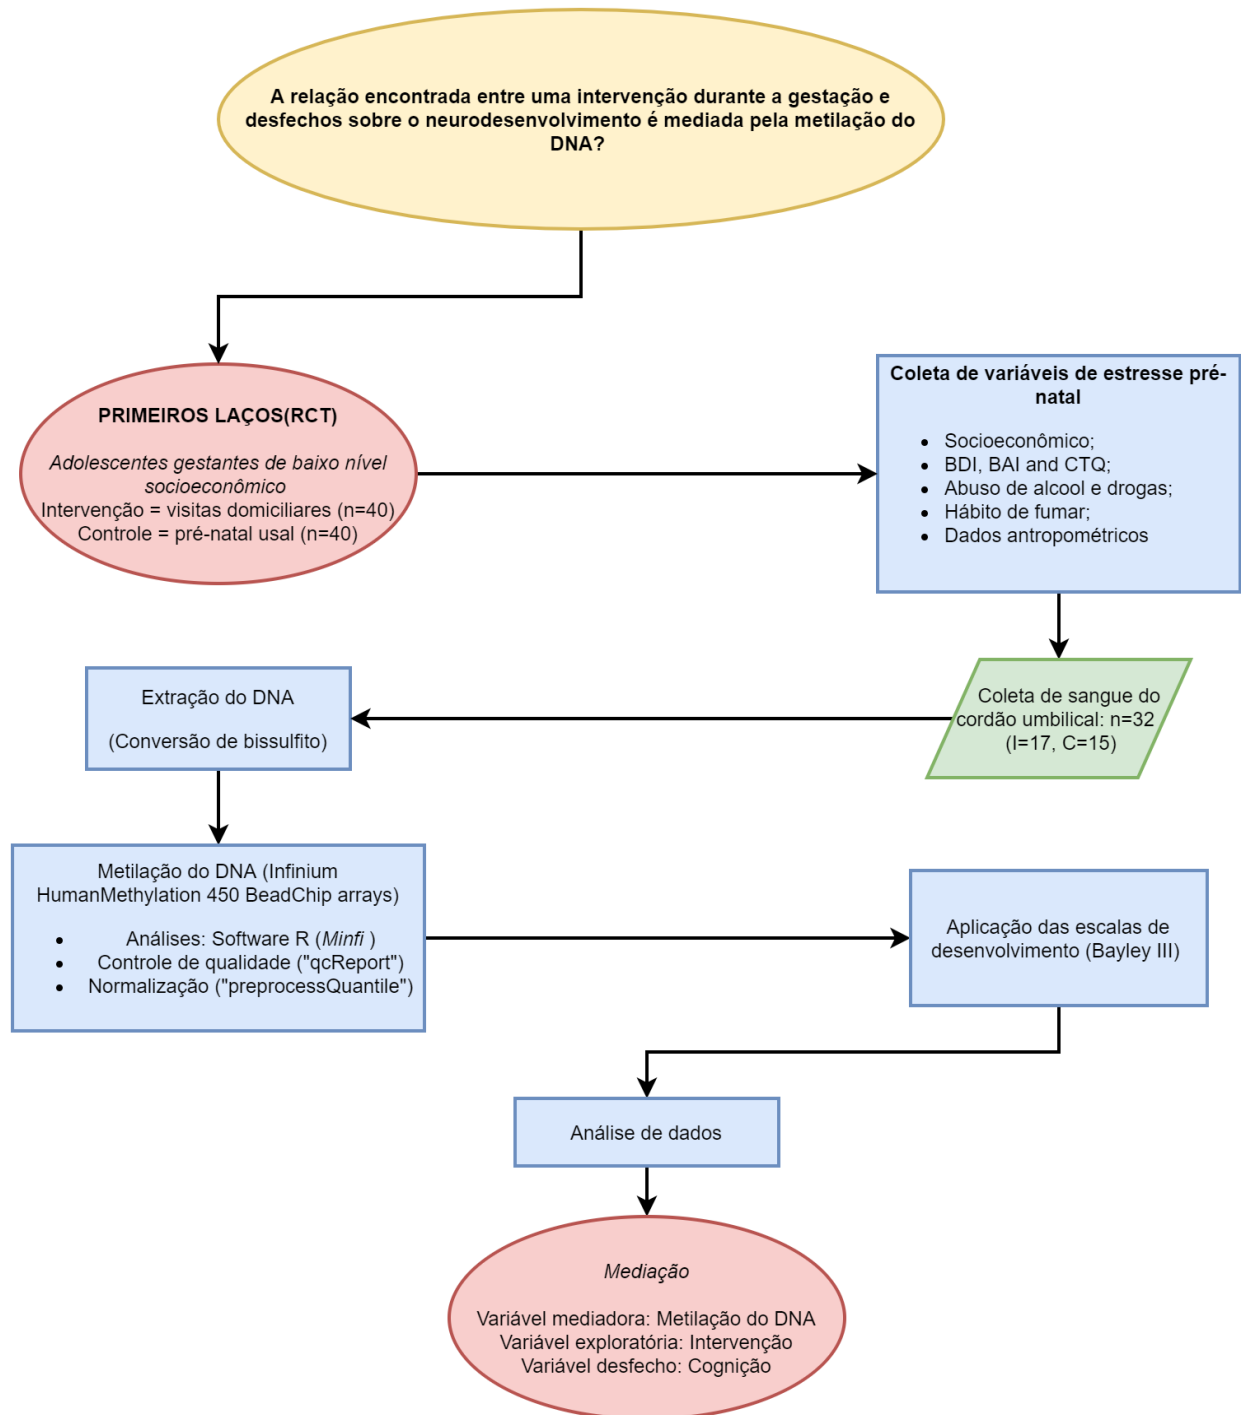 A relação encontrada entre uma intervenção durante a gestação e
desfechos sobre o neurodesenvolvimento é mediada pela metilação do
DNA?
PRIMEIROS LAÇOS(RCT)
Adolescentes gestantes de baixo nível
socioeconômico
Intervenção = visitas domiciliares (n=40)
Controle = pré-natal usal (n=40)
Coleta de variáveis de estresse pré-
natal
• Socioeconômico;
• BDI, BAI and CTQ;
• Abuso de alcool e drogas;
• Hábito de fumar;
• Dados antropométricos
Coleta de sangue do
cordão umbilical: n=32
(I=17, C=15)
Extração do DNA
(Conversão de bissulfito)
Metilação do DNA (Infinium
HumanMethylation 450 BeadChip arrays)
• Análises: Software R (Minfi )
• Controle de qualidade ("qcReport")
• Normalização ("preprocessQuantile")
Aplicação das escalas de
desenvolvimento (Bayley III)
Análise de dados
Mediação
Variável mediadora: Metilação do DNA
Variável exploratória: Intervenção
Variável desfecho: Cognição